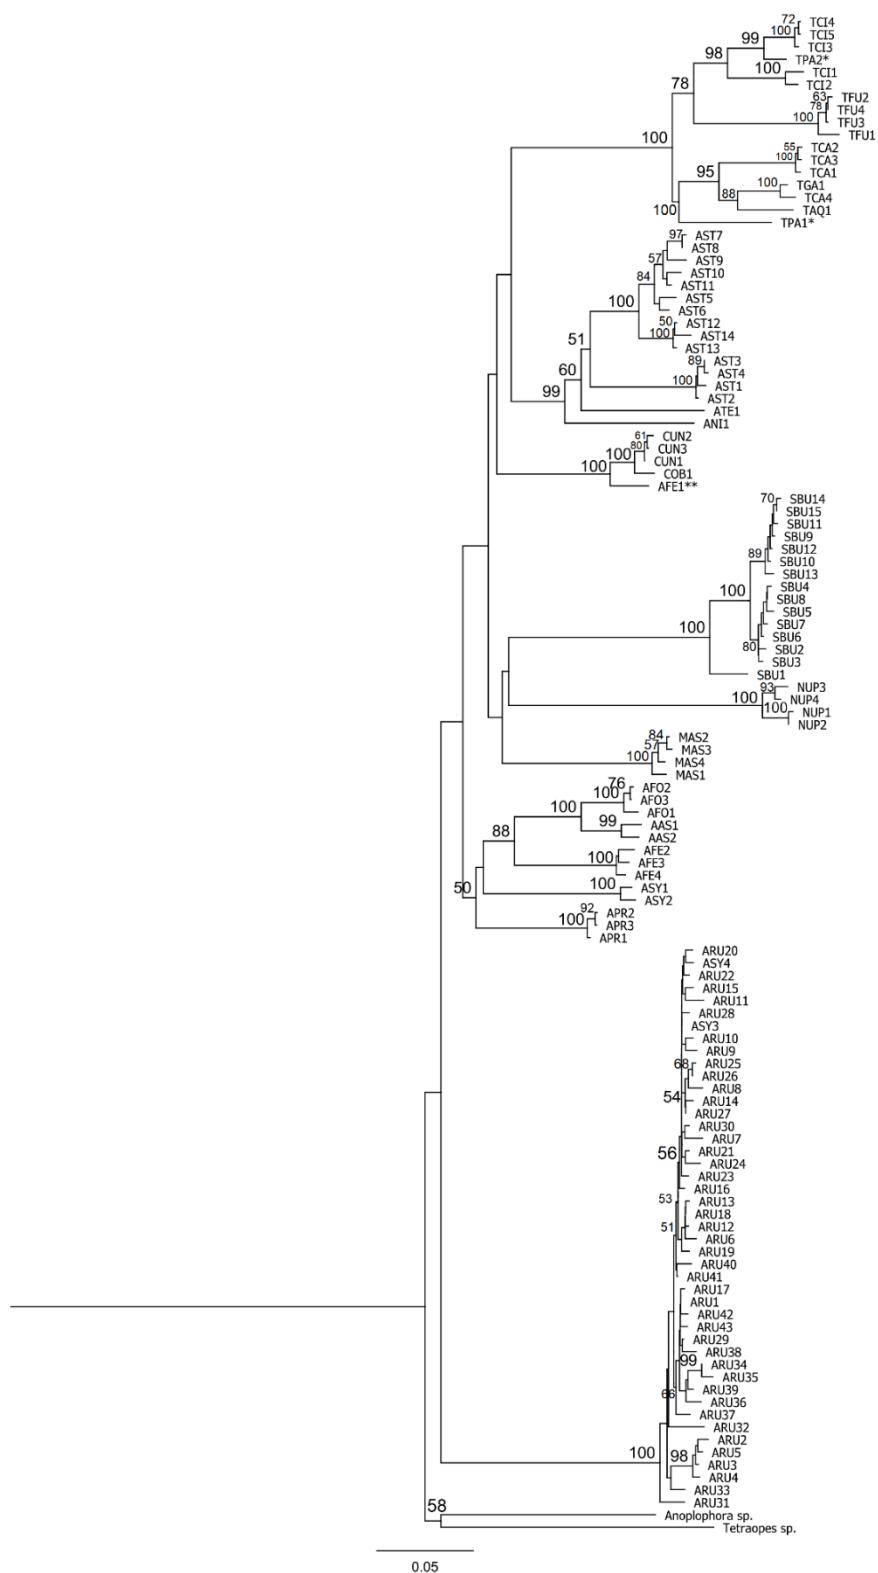 72 TCI4
100 TCI5
99 TCI3
98 TPA2*
100 TCI1
78 TCI2
63 TFU2
78 TFU4
100 TFU3
TFU1
100
55 TCA2
100 TCA3
95 TCA1
100 TGA1
88 TCA4
100 TAQ1
TPA1*
97 AST7
AST8
57 AST9
84 AST10
AST11
100 AST5
AST6
50 AST12
51 100 AST14
AST13
89 AST3
60 AST4
99 100 AST1
AST2
ATE1
ANI1
61 CUN2
80 CUN3
100 CUN1
100 COB1
AFE1**
70 SBU14
SBU15
SBU11
SBU9
89 SBU12
SBU10
SBU13
100 SBU4
SBU8
SBU5
100 SBU7
SBU6
80 SBU2
SBU3
SBU1
93 NUP3
100 NUP4
100 NUP1
NUP2
84 MAS2
57 MAS3
100 MAS4
MAS1
76 AFO2
100 AFO3
100 AFO1
99 AAS1
88 AAS2
AFE2
100 AFE3
AFE4
50 100 ASY1
ASY2
92 APR2
100 APR3
APR1
ARU20
ASY4
ARU22
ARU15
ARU11
ARU28
ASY3
ARU10
ARU9
68 ARU25
ARU26
ARU8
54 ARU14
ARU27
ARU30
ARU7
56 ARU21
ARU24
ARU23
ARU16
53 ARU13
ARU18
51 ARU12
ARU6
ARU19
ARU40
ARU41
ARU17
ARU1
ARU42
ARU43
ARU29
ARU38
99 ARU34
ARU35
66 ARU39
ARU36
ARU37
ARU32
ARU2
100 98 ARU5
ARU3
ARU4
ARU33
ARU31
58 Anoplophora sp.
Tetraopes sp.
0.05